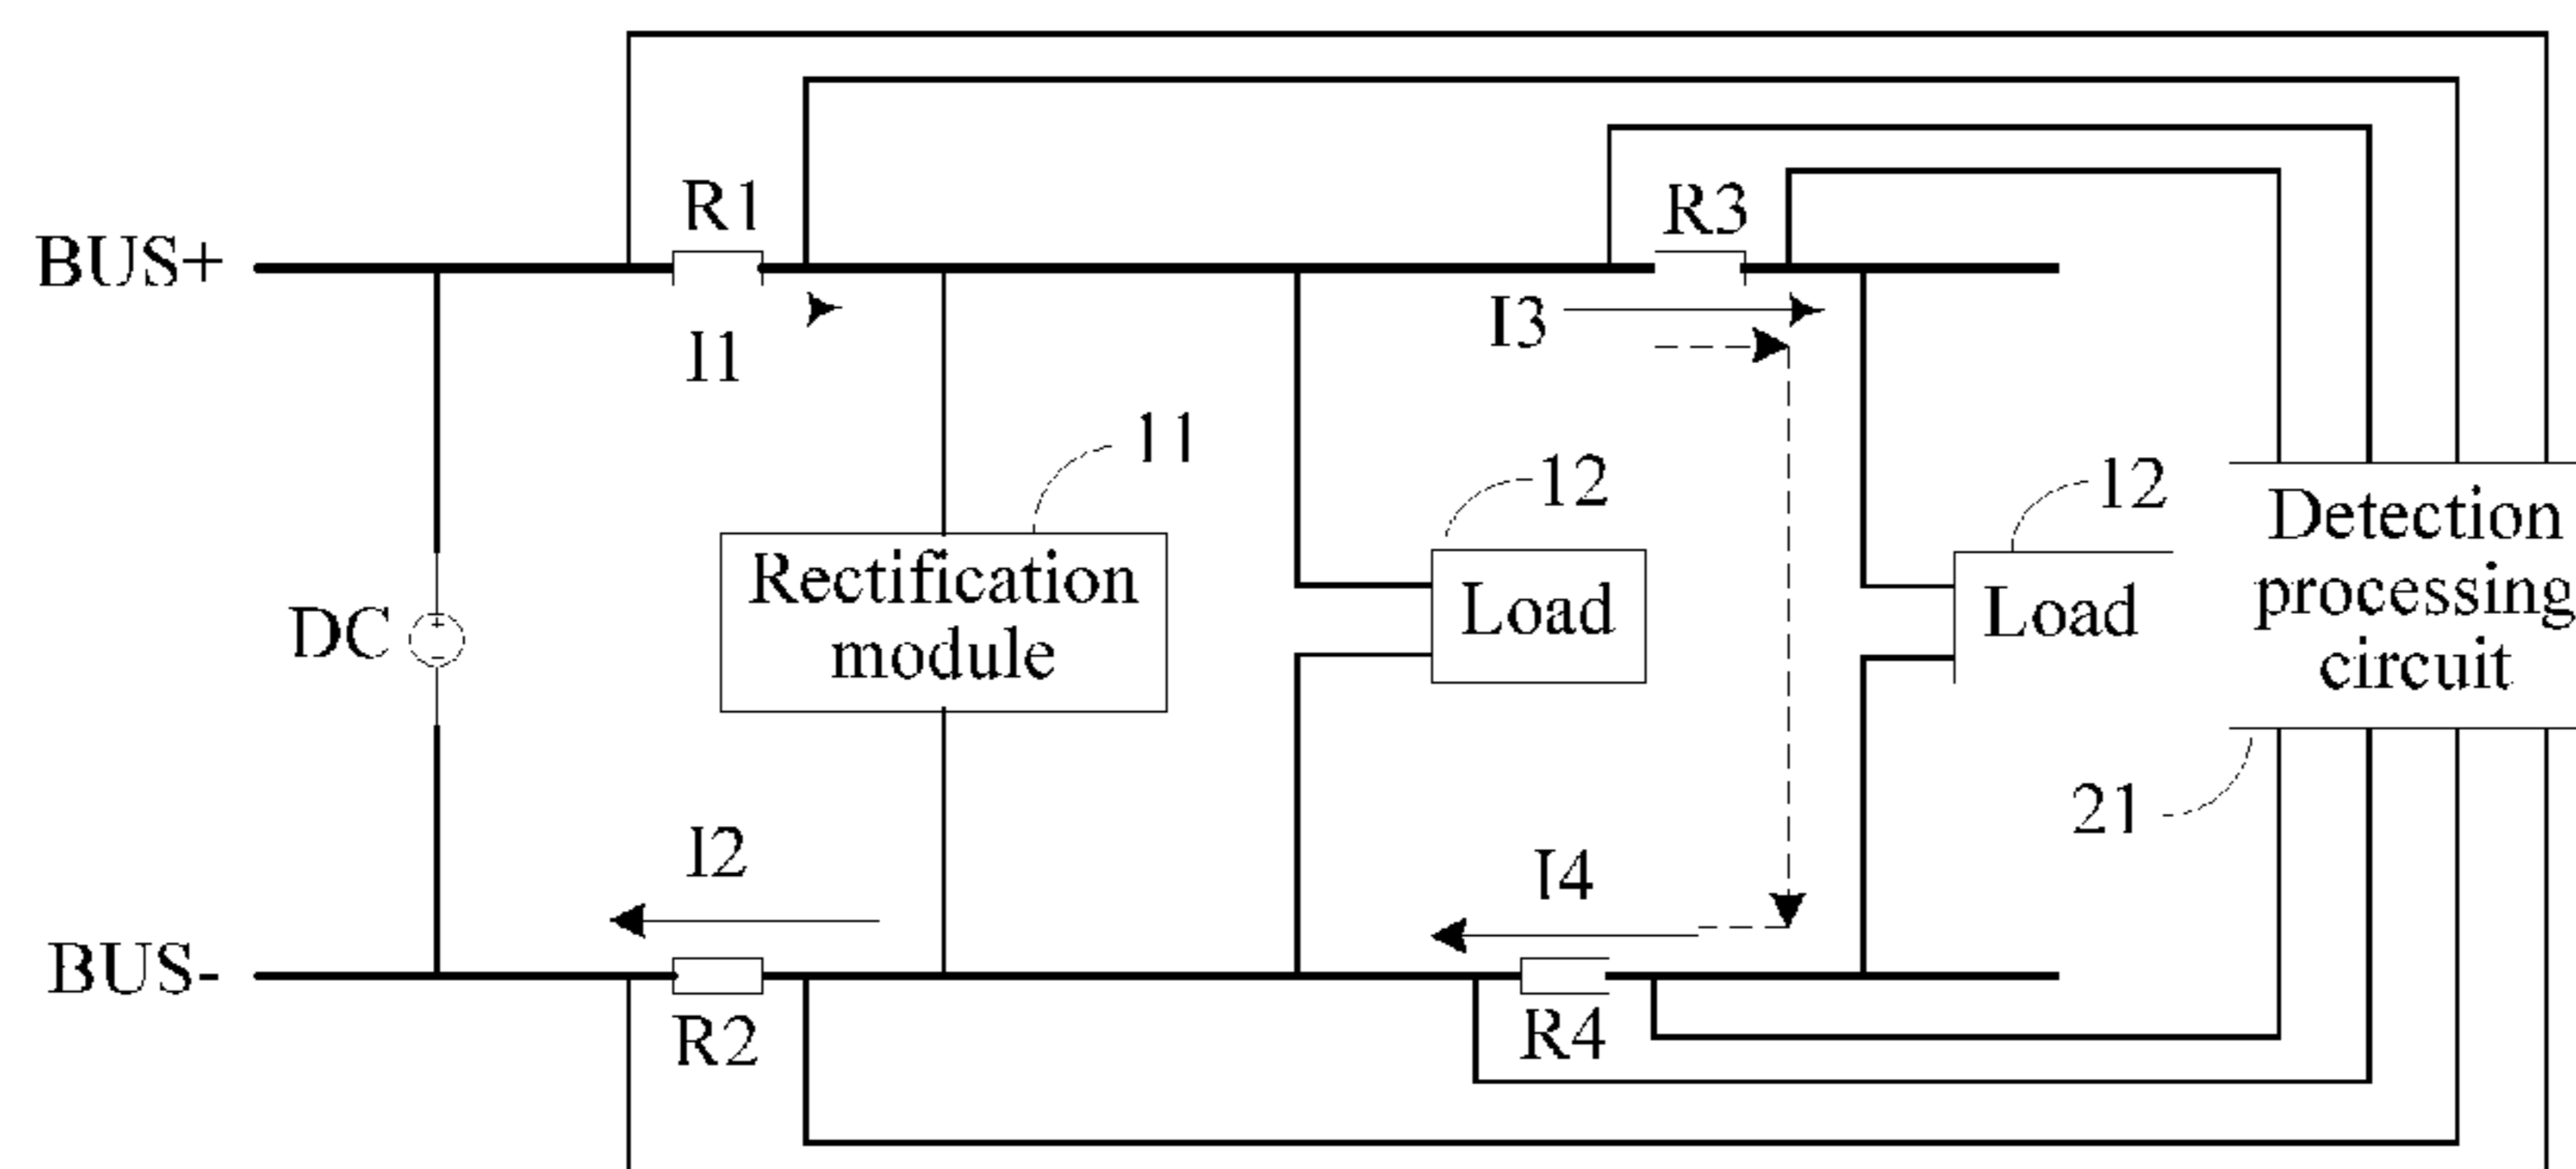 R1
R3
BUS+
I1
I3
11
12
12
Rectification
module
Load
Load
Detection
processing
circuit
DC
21
I2
I4
BUS-
R2
R4